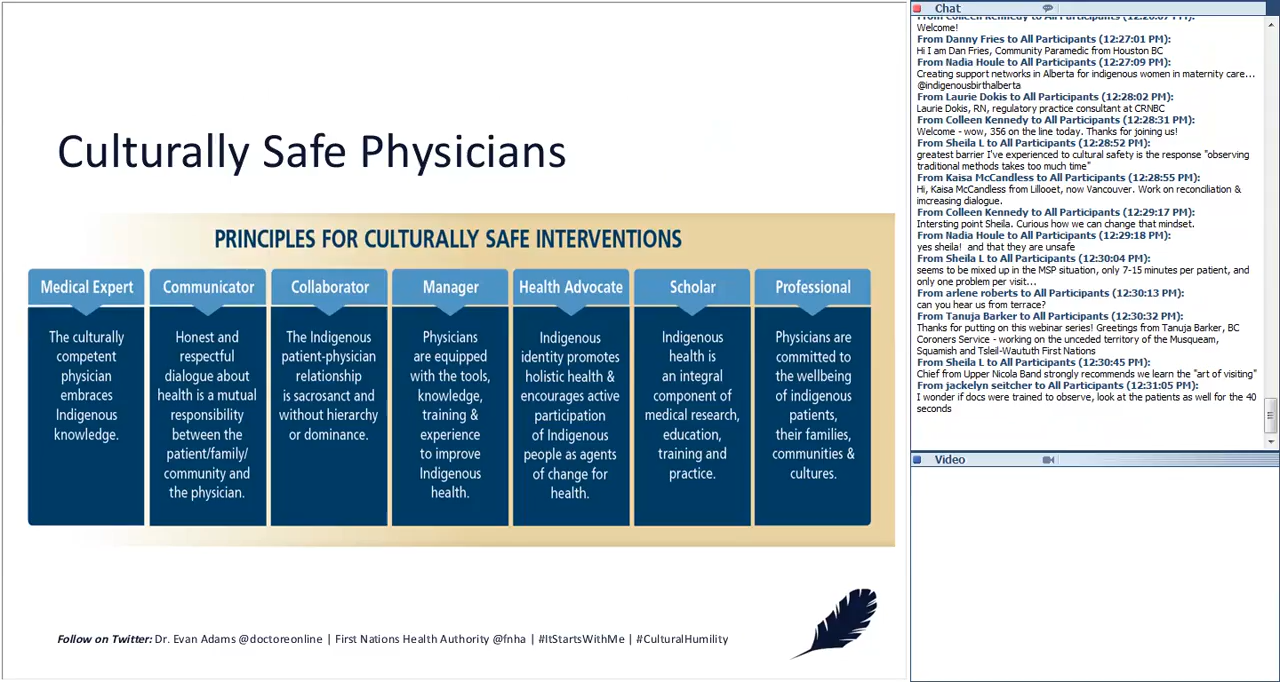 Culturally Safe Physicians
PRINCIPLES FOR CULTURALLY SAFE INTERVENTIONS
Medical Expert
The culturally
competent
physician
embraces
Indigenous
knowledge.
Communicator
Honest and
respectful
dialogue about
health is a mutual
responsibility
between the
patient/family/
community and
the physician.
Collaborator
The Indigenous
patient-physician
relationship
is sacrosanct and
without hierarchy
or dominance.
Manager
Physicians
are equipped
with the tools,
knowledge,
training &
experience
to improve
Indigenous
health.
Health Advocate
Indigenous
identity promotes
holistic health &
encourages active
participation
of Indigenous
people as agents
of change for
health.
Scholar
Indigenous
health is
an integral
component of
medical research,
education,
training and
practice.
Professional
Physicians are
committed to
the wellbeing
of indigenous
patients,
their families,
communities &
cultures.
Follow on Twitter: Dr. Evan Adams @doctoreonline | First Nations Health Authority @fnha | #ItStartsWithMe | #CulturalHumility
Chat
From Colleen Kennedy to All Participants
Welcome!
From Danny Fries to All Participants (12:27:01 PM):
Hi I am Dan Fries, Community Paramedic from Houston BC
From Nadia Houle to All Participants (12:27:09 PM):
Creating support networks in Alberta for indigenous women in maternity care...
@indigenousbirthalberta
From Laurie Dokis to All Participants (12:28:02 PM):
Laurie Dokis, RN, regulatory practice consultant at CRNBC
From Colleen Kennedy to All Participants (12:28:31 PM):
Welcome - wow, 356 on the line today. Thanks for joining us!
From Sheila L to All Participants (12:28:52 PM):
greatest barrier I've experienced to cultural safety is the response "observing
traditional methods takes too much time"
From Kaisa McCandless to All Participants (12:28:55 PM):
Hi, Kaisa McCandless from Lillooet, now Vancouver. Work on reconciliation &
imcreasing dialogue.
From Colleen Kennedy to All Participants (12:29:17 PM):
Intersting point Sheila. Curious how we can change that mindset.
From Nadia Houle to All Participants (12:29:18 PM):
yes sheila! and that they are unsafe
From Sheila L to All Participants (12:30:04 PM):
seems to be mixed up in the MSP situation, only 7-15 minutes per patient, and
only one problem per visit...
From arlene roberts to All Participants (12:30:13 PM):
can you hear us from terrace?
From Tanuja Barker to All Participants (12:30:32 PM):
Thanks for putting on this webinar series! Greetings from Tanuja Barker, BC
Coroners Service - working on the unceded territory of the Musqueam,
Squamish and Tsleil-Waututh First Nations
From Sheila L to All Participants (12:30:45 PM):
Chief from Upper Nicola Band strongly recommends we learn the "art of visiting"
From jackelyn seitcher to All Participants (12:31:05 PM):
I wonder if docs were trained to observe, look at the patients as well for the 40
seconds
Video